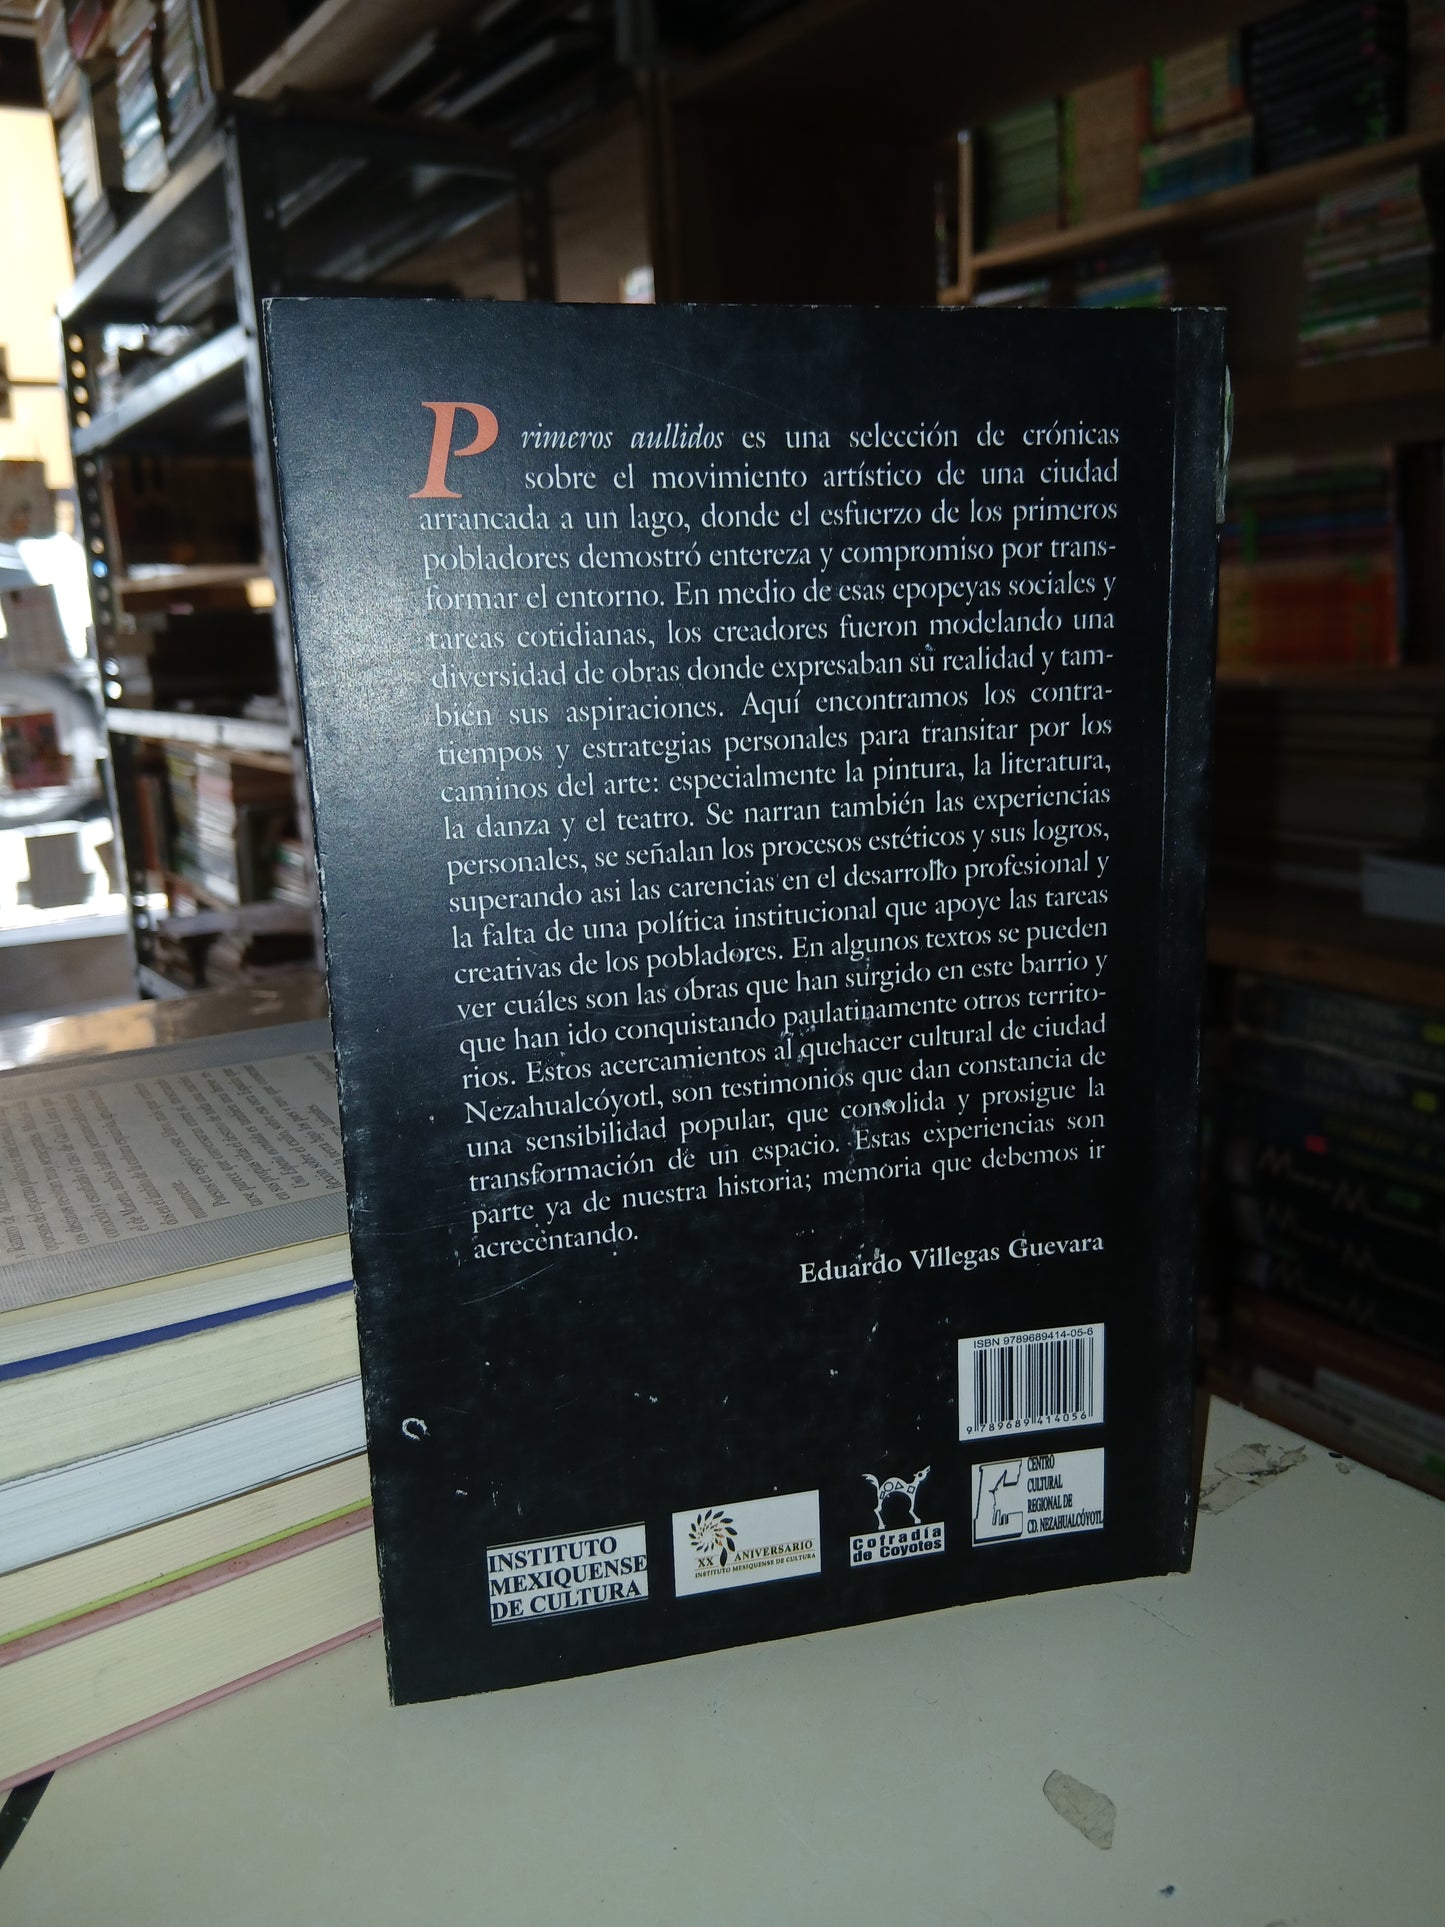 Primeros aullidos es una selección de crónicas
sobre el movimiento artístico de una ciudad
arrancada a un lago, donde el esfuerzo de los primeros
pobladores demostró entereza y compromiso por trans-
formar el entorno. En medio de esas epopeyas sociales y
tareas cotidianas, los creadores fueron modelando una
diversidad de obras donde expresaban su realidad y tam-
bién sus aspiraciones. Aquí encontramos los contra-
tiempos y estrategias personales para transitar por los
caminos del arte: especialmente la pintura, la literatura,
la danza y el teatro. Se narran también las experiencias
personales, se señalan los procesos estéticos y sus logros,
superando asi las carencias en el desarrollo profesional y
la falta de una política institucional que apoye las tareas
creativas de los pobladores. En algunos textos se pueden
ver cuáles son las obras que han surgido en este barrio y
que han ido conquistando paulatinamente otros territo-
rios. Estos acercamientos al quehacer cultural de ciudad
Nezahualcóyotl, son testimonios que dan constancia de
una sensibilidad popular, que consolida y prosigue la
transformación de un espacio. Estas experiencias son
parte ya de nuestra historia; memoria que debemos ir
acrecentando.
Eduardo Villegas Guevara
ISBN 9789689414-05-6
9 789689 414056
INSTITUTO
MEXIQUENSE
DE CULTURA
XX ANIVERSARIO
INSTITUTO MEXIQUENSE DE CULTURA
Cofradía
de Coyotes
CENTRO
CULTURAL
REGIONAL DE
CD. NEZAHUALCÓYOTL